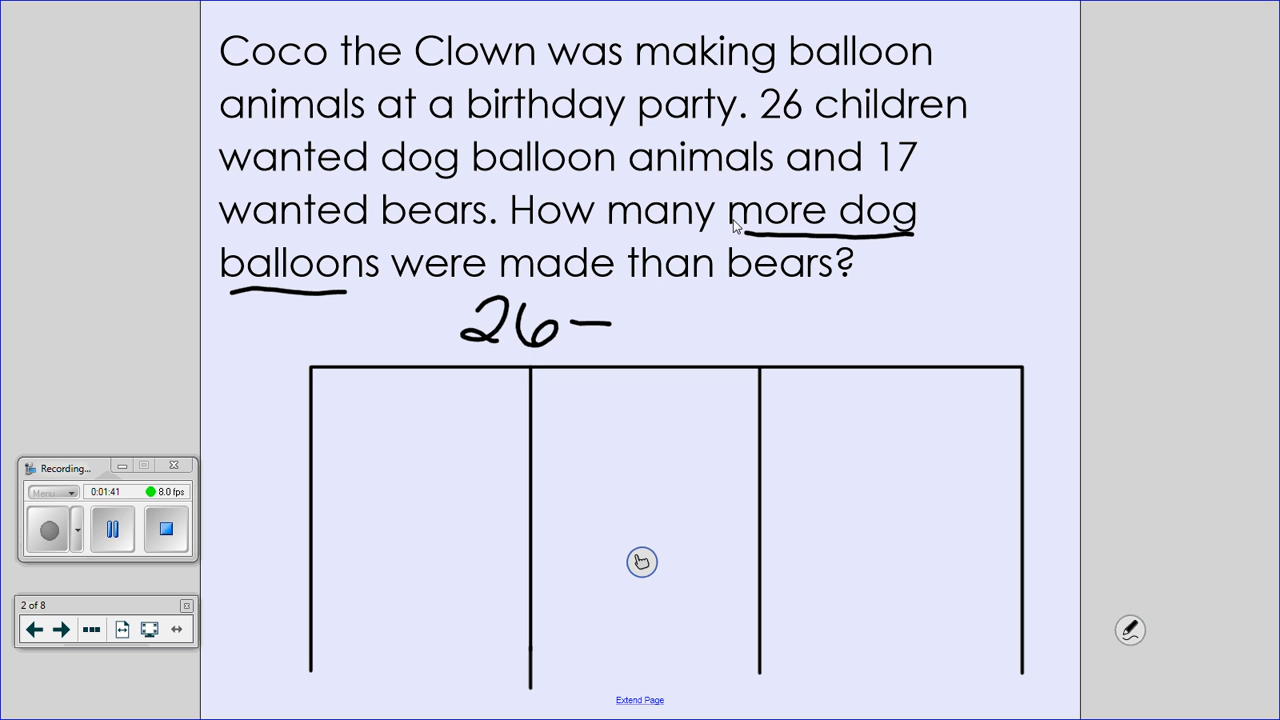 Coco the Clown was making balloon
animals at a birthday party. 26 children
wanted dog balloon animals and 17
wanted bears. How many more dog
balloons were made than bears?
26 –
Recording...
Menu
0:01:41
8.0 fps
2 of 8
Extend Page